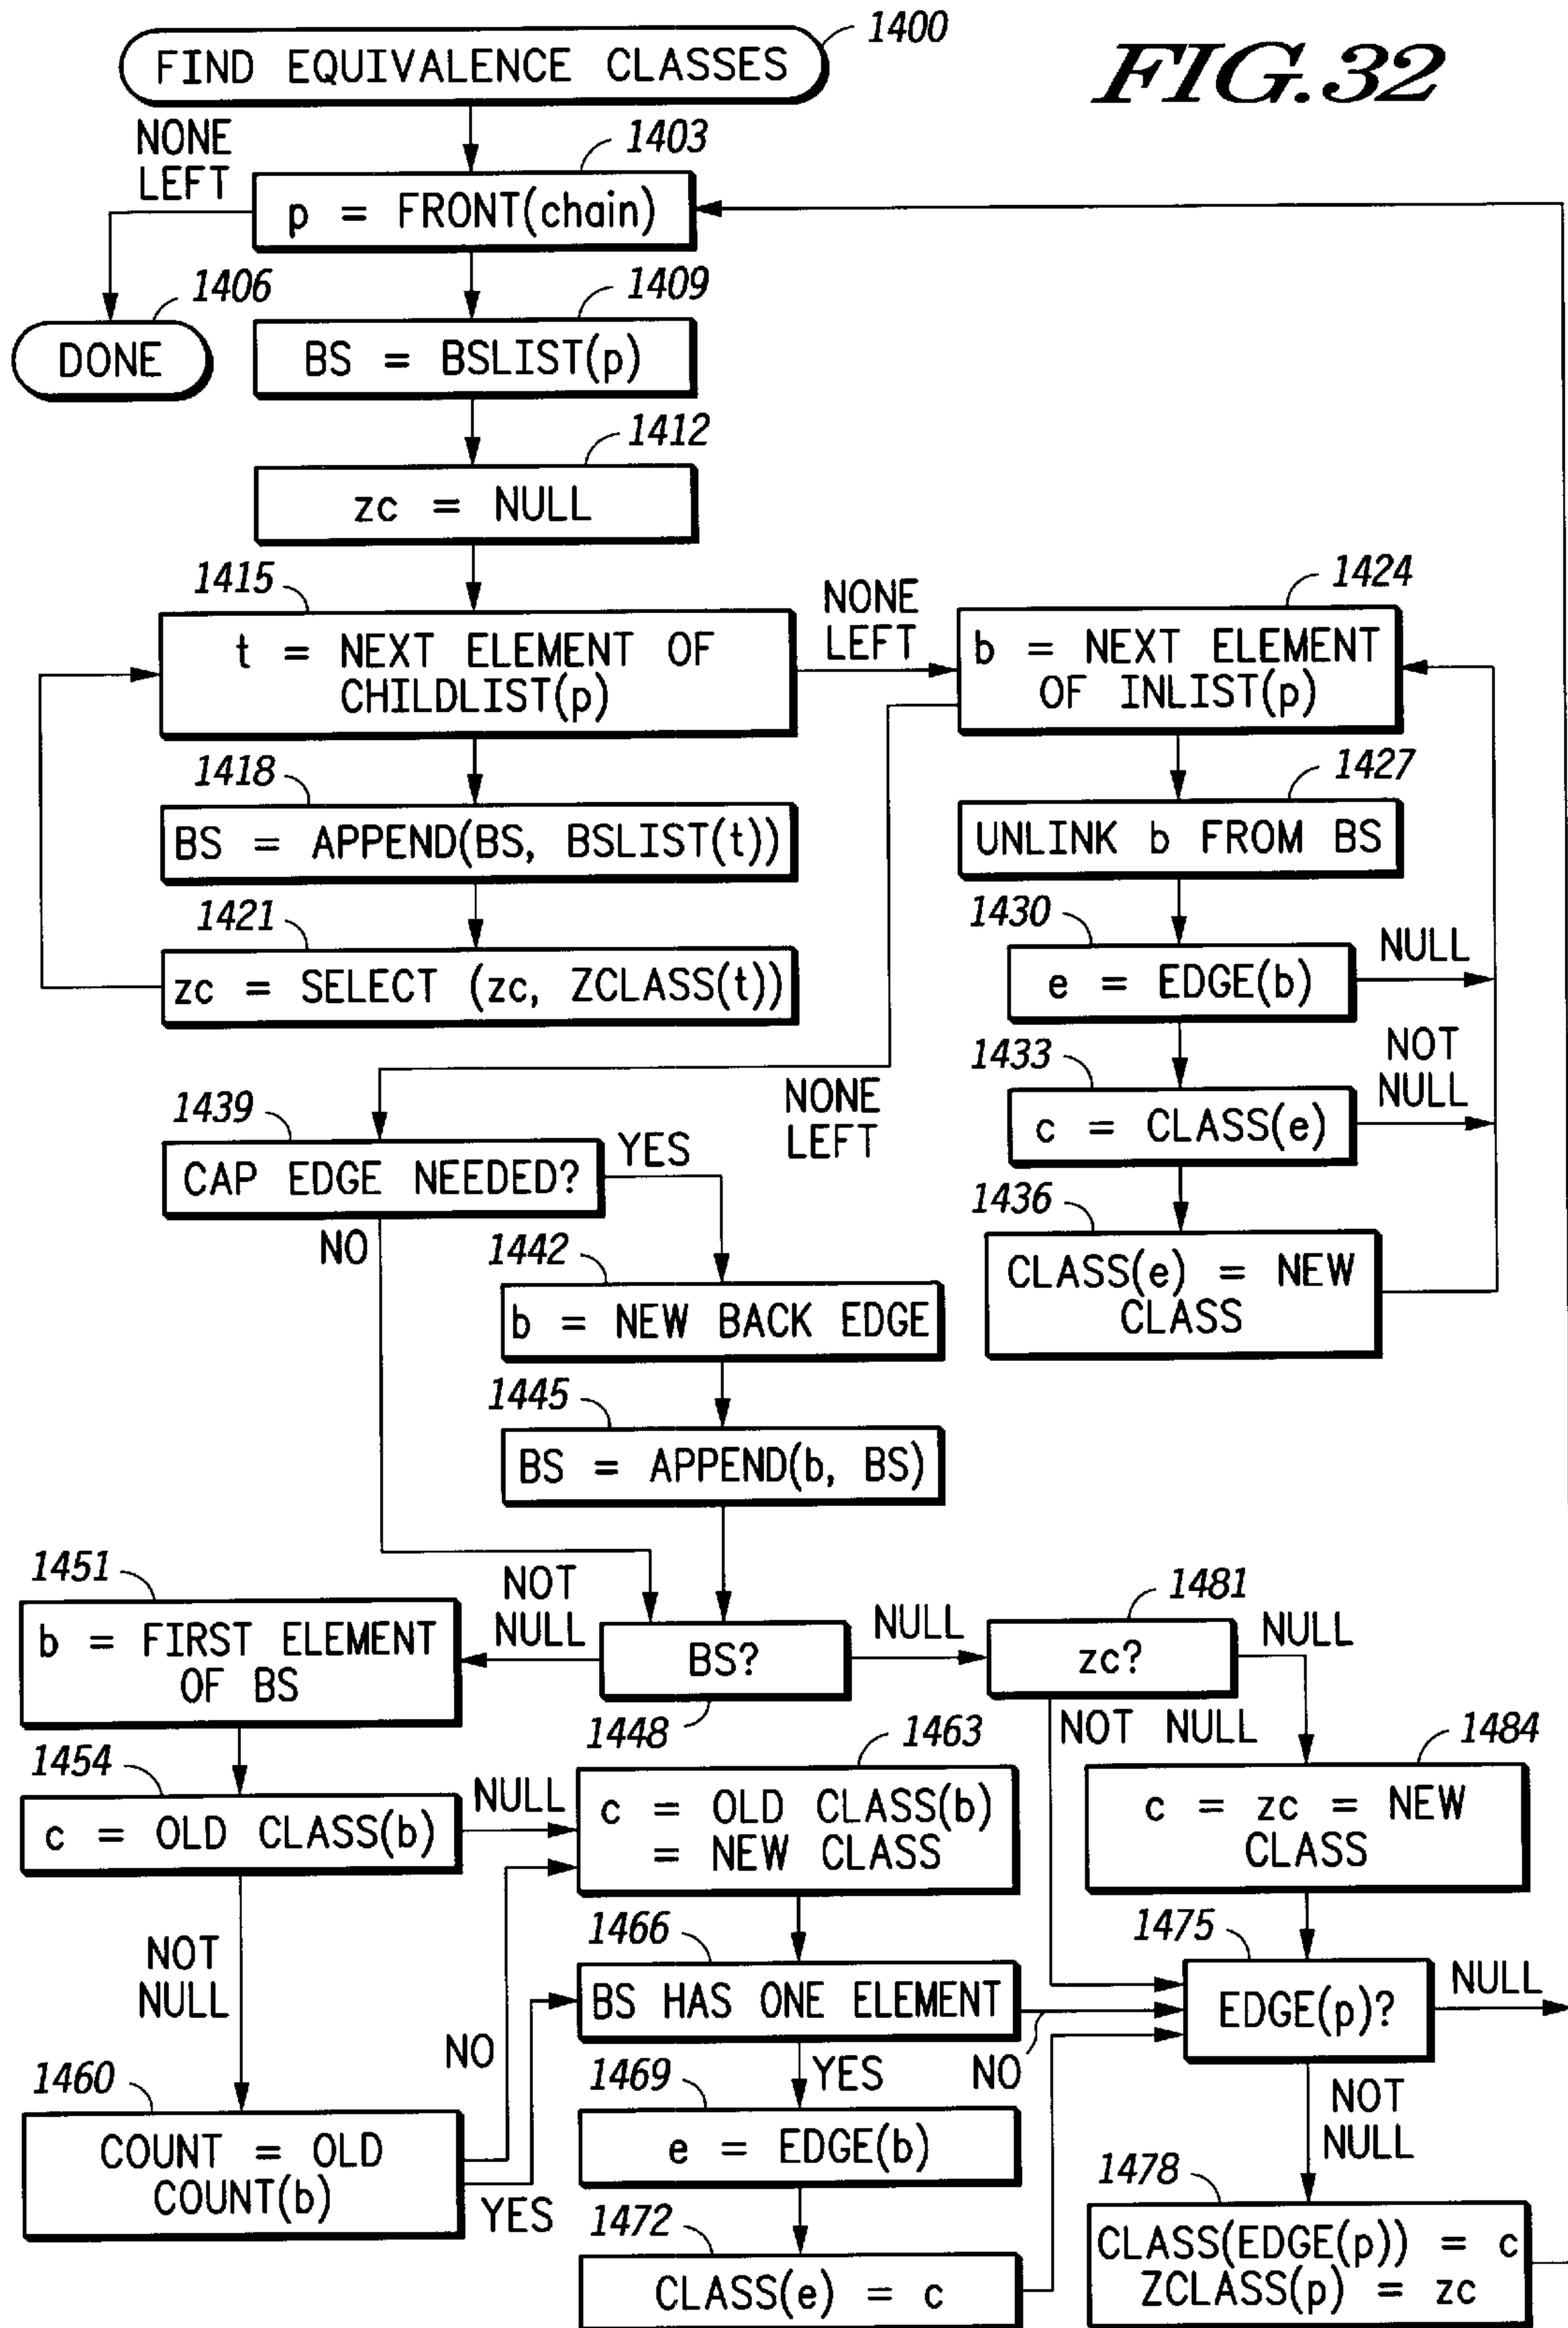 1400
FIND EQUIVALENCE CLASSES
FIG.32
NONE
LEFT
1403
p = FRONT(chain)
1406
DONE
1409
BS = BSLIST(p)
1412
zc = NULL
1415
t = NEXT ELEMENT OF
CHILDLIST(p)
NONE
LEFT
1424
b = NEXT ELEMENT
OF INLIST(p)
1418
BS = APPEND(BS, BSLIST(t))
1427
UNLINK b FROM BS
1421
zc = SELECT (zc, ZCLASS(t))
1430
e = EDGE(b)
NULL
1433
c = CLASS(e)
NOT
NULL
1436
CLASS(e) = NEW
CLASS
NONE
LEFT
1439
CAP EDGE NEEDED?
YES
NO
1442
b = NEW BACK EDGE
1445
BS = APPEND(b, BS)
1451
b = FIRST ELEMENT
OF BS
NOT
NULL
BS?
1448
NULL
1481
zc?
NULL
NOT NULL
1454
c = OLD CLASS(b)
NULL
1463
c = OLD CLASS(b)
= NEW CLASS
1484
c = zc = NEW
CLASS
NOT
NULL
1466
BS HAS ONE ELEMENT
1475
EDGE(p)?
NULL
NO
YES
NO
NOT
NULL
1460
COUNT = OLD
COUNT(b)
YES
1469
e = EDGE(b)
1472
CLASS(e) = c
1478
CLASS(EDGE(p)) = c
ZCLASS(p) = zc